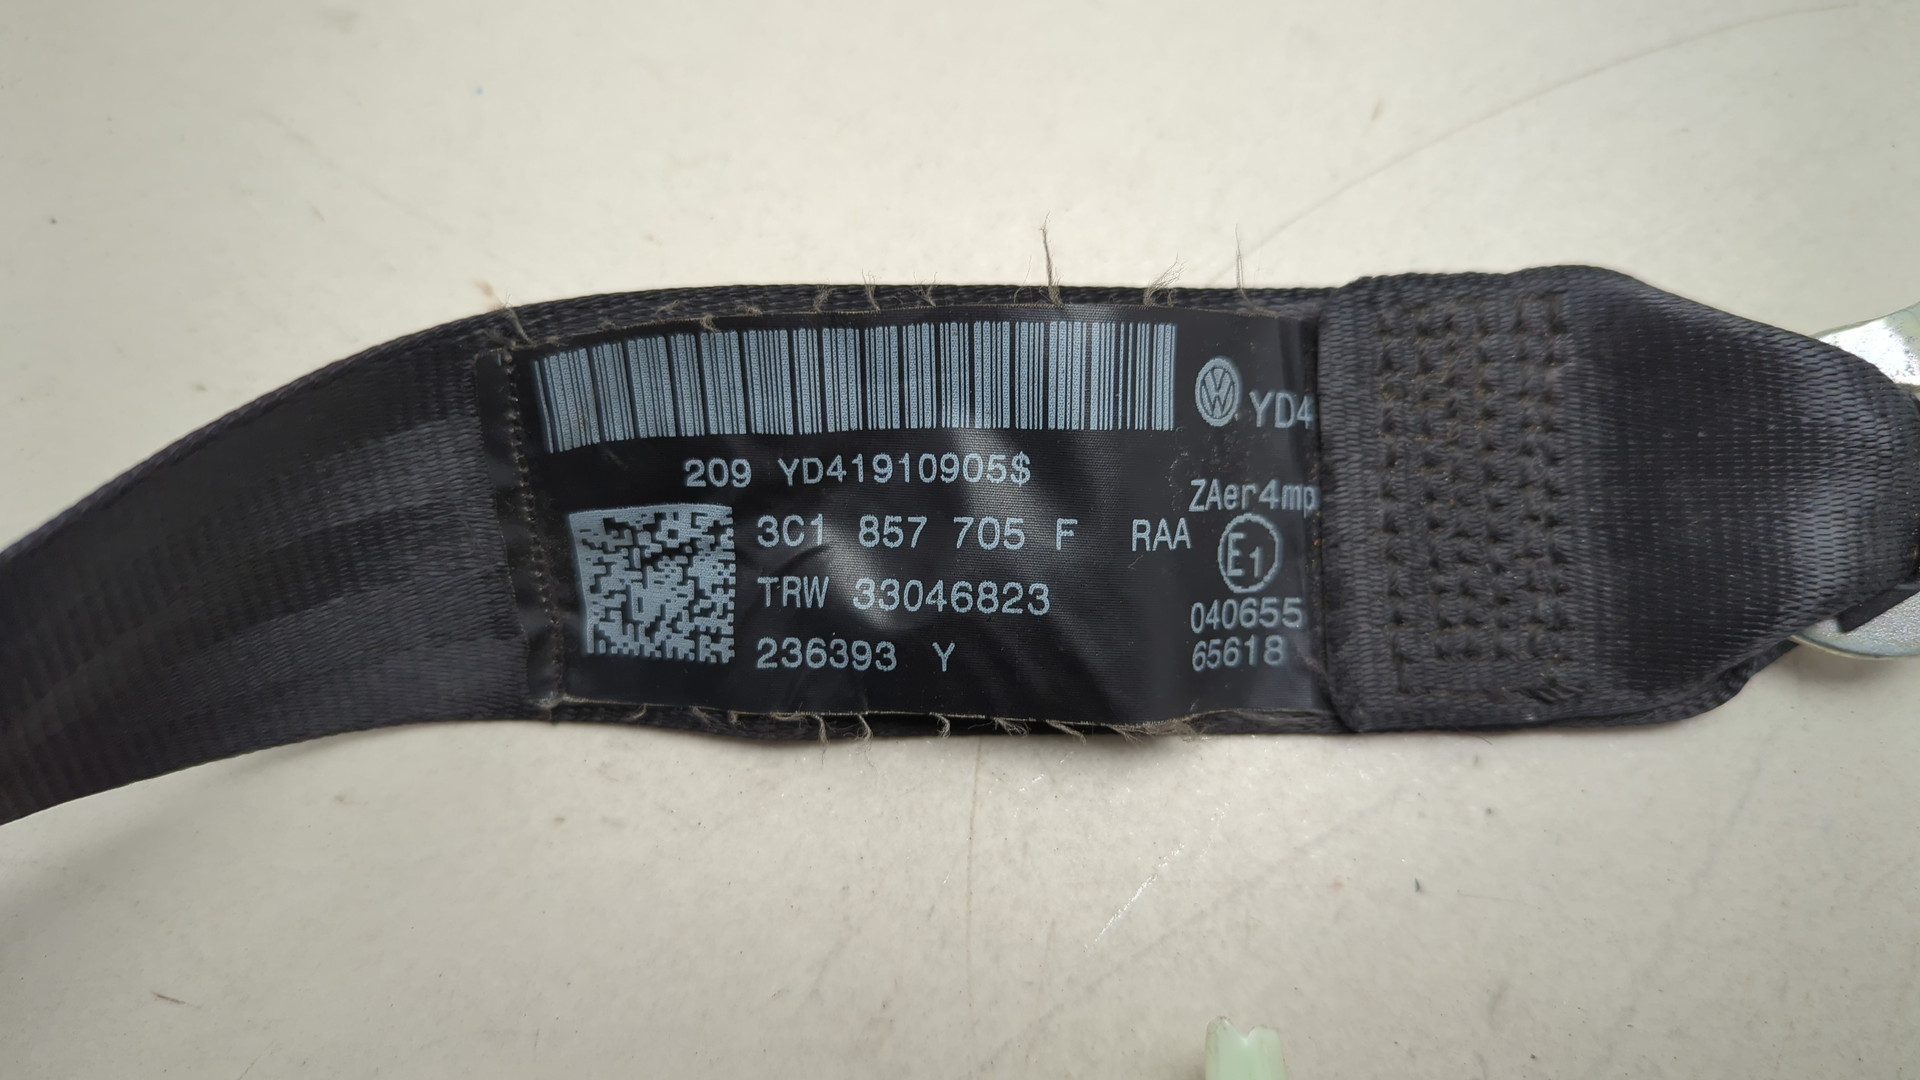 YD4
209 YD41910905$
ZAer4mp
3C1 857 705 F RAA
E1
TRW 33046823
040655
236393 Y
65618